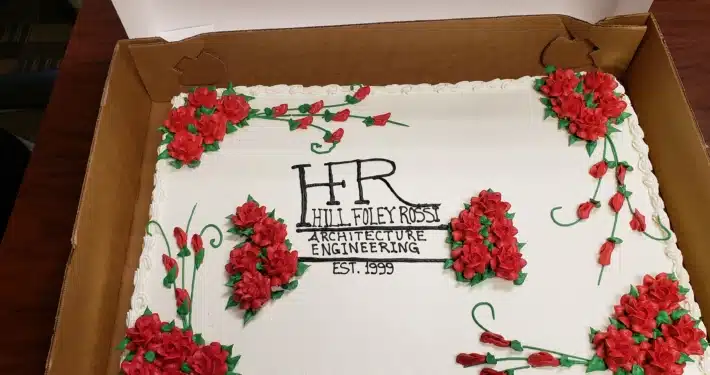 HFR
HILL FOLEY ROSSI
ARCHITECTURE
ENGINEERING
EST. 1999